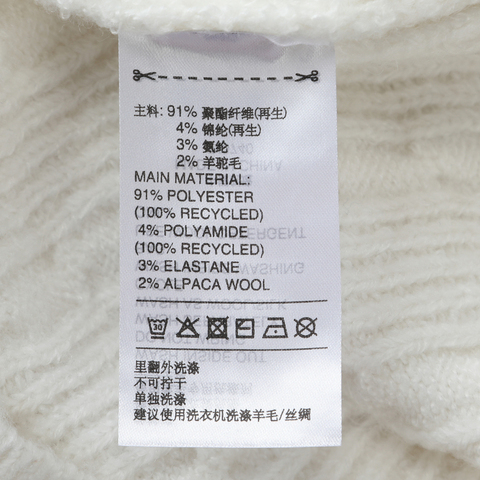 主料: 91% 聚酯纤维(再生)
4% 锦纶(再生)
3% 氨纶
2% 羊驼毛
MAIN MATERIAL:
91% POLYESTER
(100% RECYCLED)
4% POLYAMIDE
(100% RECYCLED)
3% ELASTANE
2% ALPACA WOOL
30
里翻外洗涤
不可拧干
单独洗涤
建议使用洗衣机洗涤羊毛/丝绸